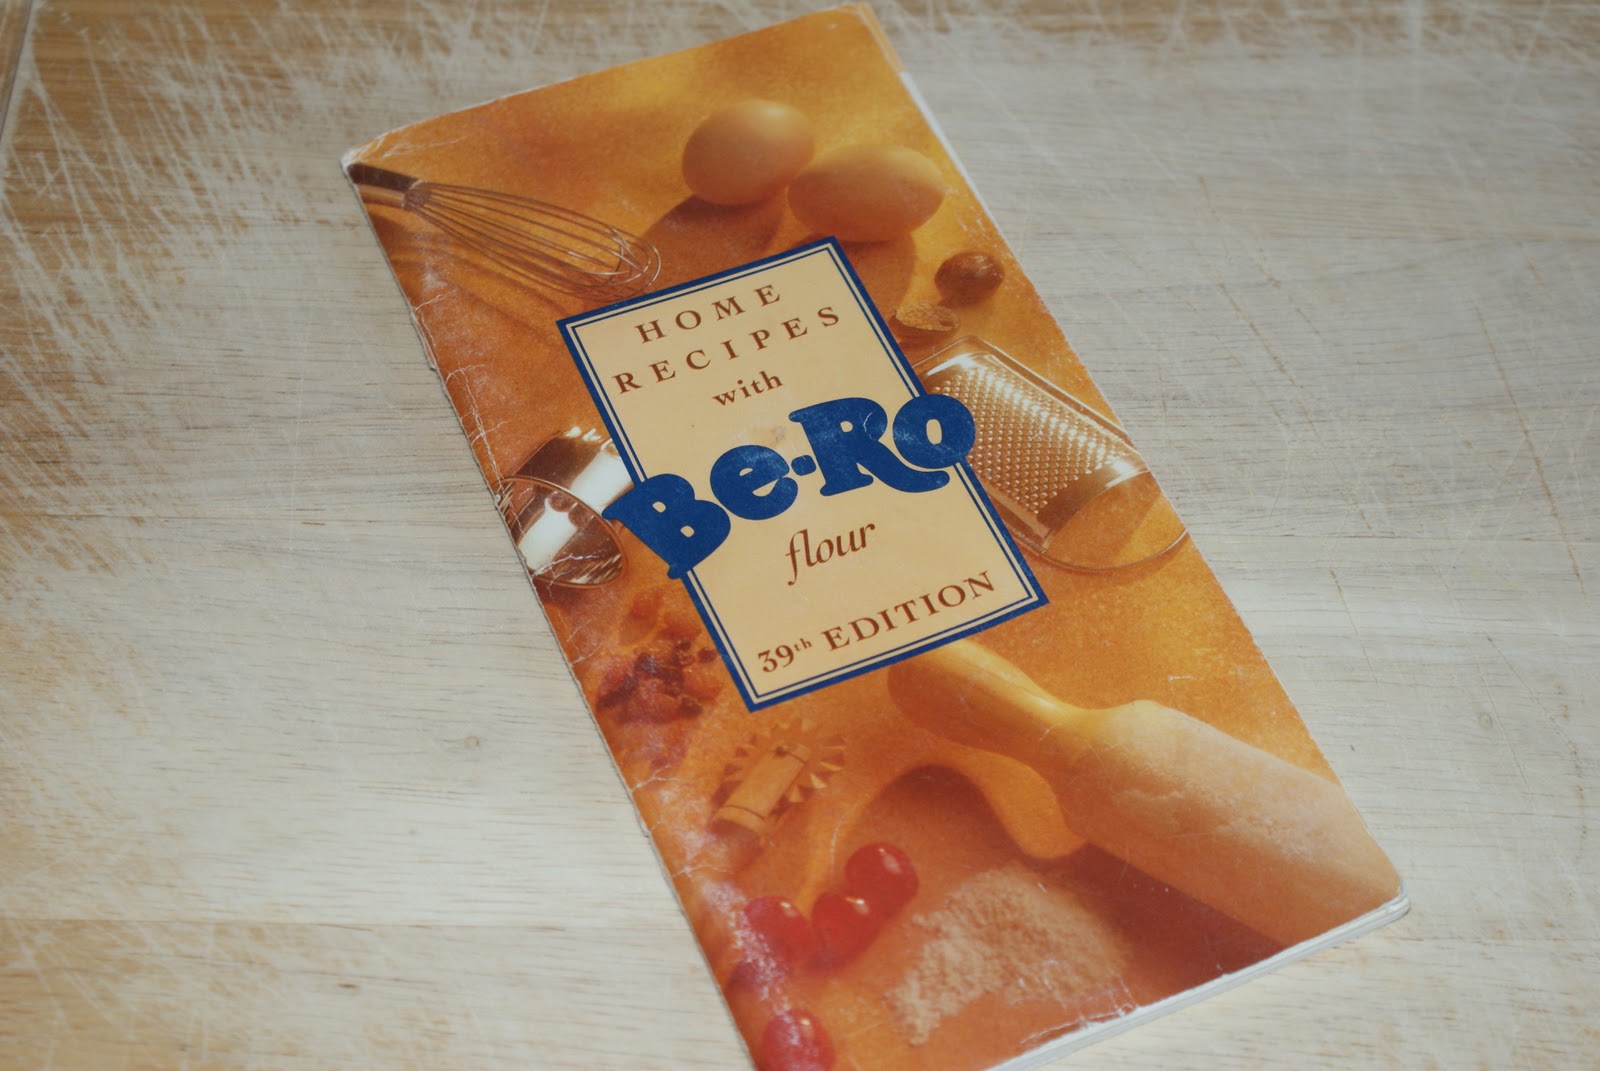 HOME
RECIPES
with
Be-Ro
flour
39th EDITION